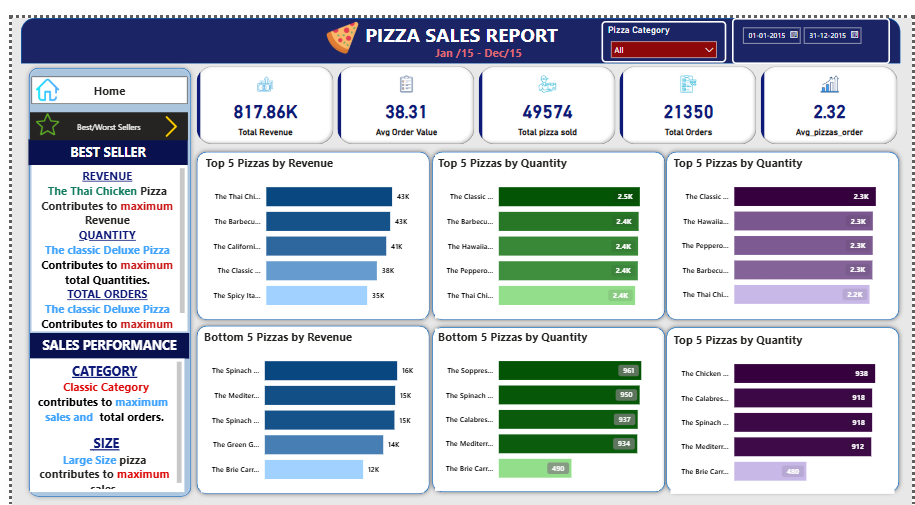 PIZZA SALES REPORT
Jan /15 - Dec/15
Pizza Category
All
01-01-2015
31-12-2015
Home
Best/Worst Sellers
BEST SELLER
REVENUE
The Thai Chicken Pizza
Contributes to maximum
Revenue
QUANTITY
The classic Deluxe Pizza
Contributes to maximum
total Quantities.
TOTAL ORDERS
The classic Deluxe Pizza
Contributes to maximum
SALES PERFORMANCE
CATEGORY
Classic Category
contributes to maximum
sales and total orders.
SIZE
Large Size pizza
contributes to maximum
sales
817.86K
Total Revenue
38.31
Avg Order Value
49574
Total pizza sold
21350
Total Orders
2.32
Avg_pizzas_order
Top 5 Pizzas by Revenue
The Thai Chi... 43K
The Barbecu... 43K
The Californi... 41K
The Classic ... 38K
The Spicy Ita... 35K
Top 5 Pizzas by Quantity
The Classic ... 2.5K
The Barbecu... 2.4K
The Hawaiia... 2.4K
The Peppero... 2.4K
The Thai Chi... 2.4K
Top 5 Pizzas by Quantity
The Classic ... 2.3K
The Hawaiia... 2.3K
The Peppero... 2.3K
The Barbecu... 2.3K
The Thai Chi... 2.2K
Bottom 5 Pizzas by Revenue
The Spinach ... 16K
The Mediter... 15K
The Spinach ... 15K
The Green G... 14K
The Brie Carr... 12K
Bottom 5 Pizzas by Quantity
The Soppres... 961
The Spinach ... 950
The Calabres... 937
The Mediterr... 934
The Brie Carr... 490
Top 5 Pizzas by Quantity
The Chicken ... 938
The Calabres... 918
The Spinach ... 918
The Mediterr... 912
The Brie Carr... 480